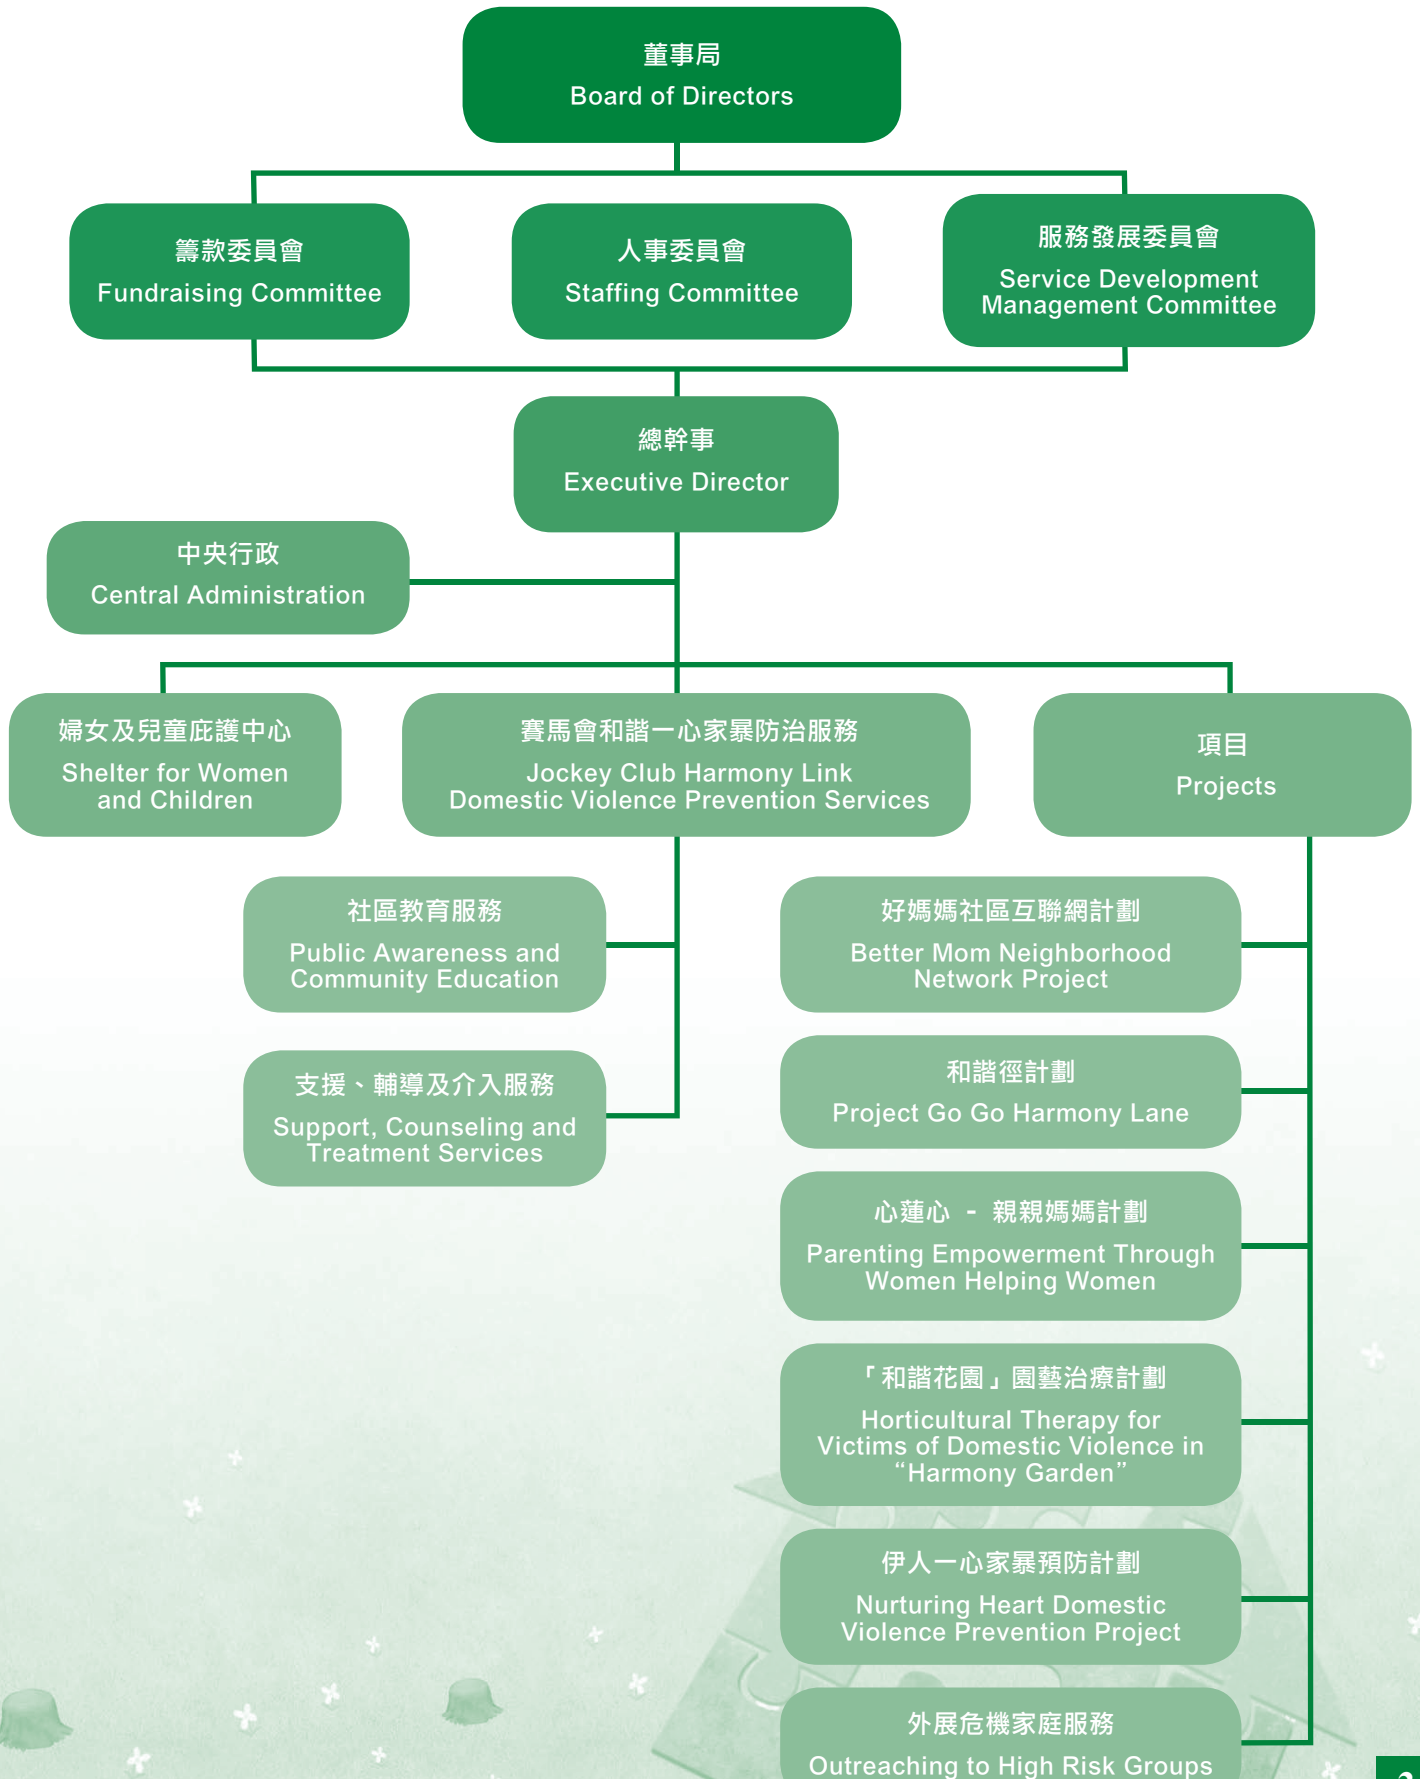 董事局
Board of Directors
籌款委員會
Fundraising Committee
人事委員會
Staffing Committee
服務發展委員會
Service Development
Management Committee
總幹事
Executive Director
中央行政
Central Administration
婦女及兒童庇護中心
Shelter for Women
and Children
賽馬會和諧一心家暴防治服務
Jockey Club Harmony Link
Domestic Violence Prevention Services
項目
Projects
社區教育服務
Public Awareness and
Community Education
支援、輔導及介入服務
Support, Counseling and
Treatment Services
好媽媽社區互聯網計劃
Better Mom Neighborhood
Network Project
和諧徑計劃
Project Go Go Harmony Lane
心蓮心 - 親親媽媽計劃
Parenting Empowerment Through
Women Helping Women
「和諧花園」園藝治療計劃
Horticultural Therapy for
Victims of Domestic Violence in
“Harmony Garden”
伊人一心家暴預防計劃
Nurturing Heart Domestic
Violence Prevention Project
外展危機家庭服務
Outreaching to High Risk Groups